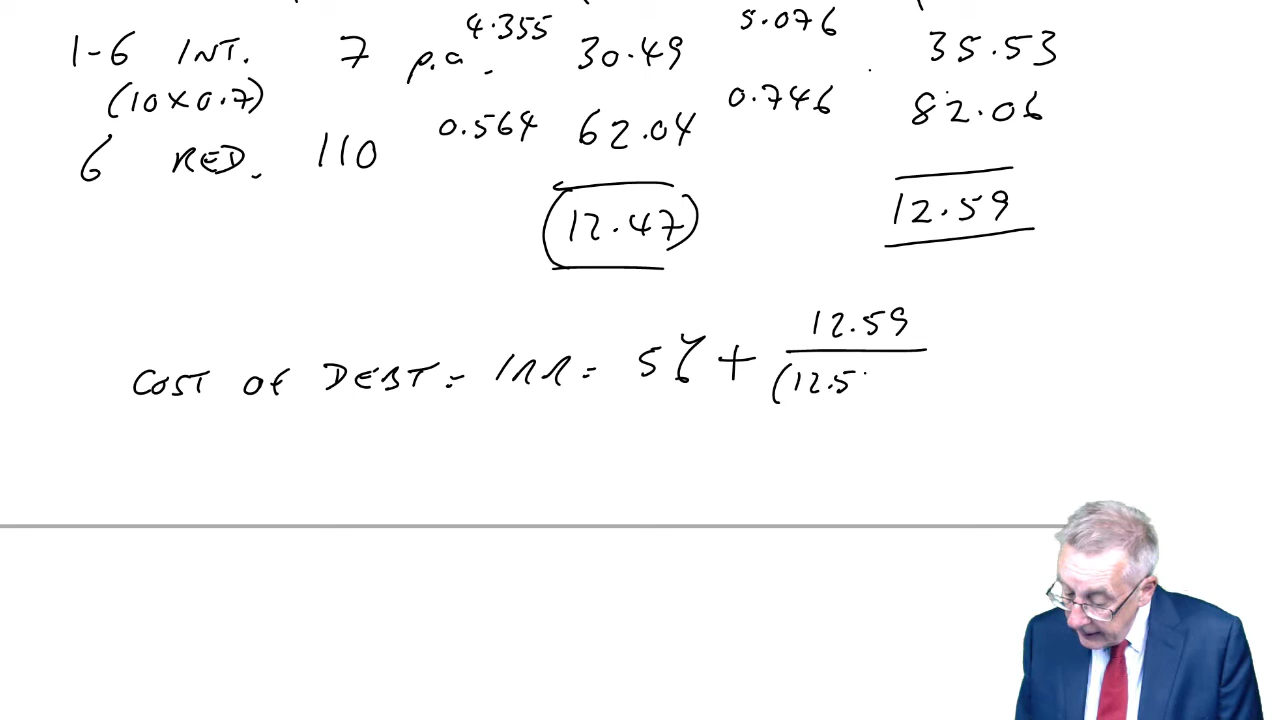 4.355 5.076
1-6 INT. 7 p.a. 30.49 35.53
(10 x 0.7) 0.746 82.06
0.564 62.04
6 RED. 110
(12.47) 12.59
12.59
COST OF DEBT = IRR = 5% + (12.5